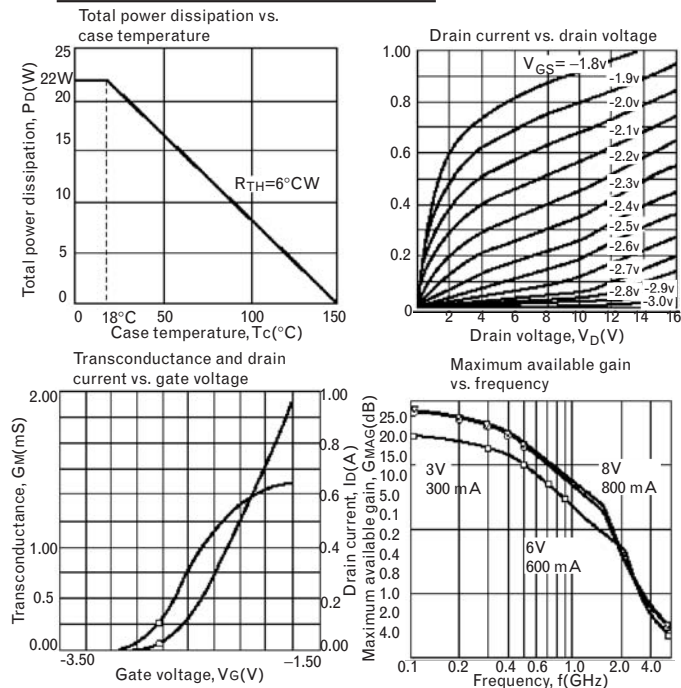 Total power dissipation vs.
case temperature
Total power dissipation, PD(W)
25
22W
20
15
10
5
0
RTH=6°CW
0 18°C 50 100 150
Case temperature, Tc(°C)
Drain current vs. drain voltage
1.00
0.8
0.6
0.4
0.2
0
VGS= −1.8v
-1.9v
-2.0v
-2.1v
-2.2v
-2.3v
-2.4v
-2.5v
-2.6v
-2.7v
-2.8v
-2.9v
-3.0v
2 4 6 8 10 12 14 16
Drain voltage, VD(V)
Transconductance and drain
current vs. gate voltage
Transconductance, GM(mS)
2.00
1.00
0.5
0.00
1.00
0.8
0.6
0.4
0.2
0.00
Drain current, ID(A)
-3.50 -1.50
Gate voltage, VG(V)
Maximum available gain
vs. frequency
Maximum available gain, GMAG(dB)
25.0
20.0
15.0
10.0
5.0
0.1
0.2
0.4
0.8
1.0
2.0
4.0
3V
300 mA
8V
800 mA
6V
600 mA
0.1 0.2 0.4 0.6 1.0 2.0 4.0
Frequency, f(GHz)